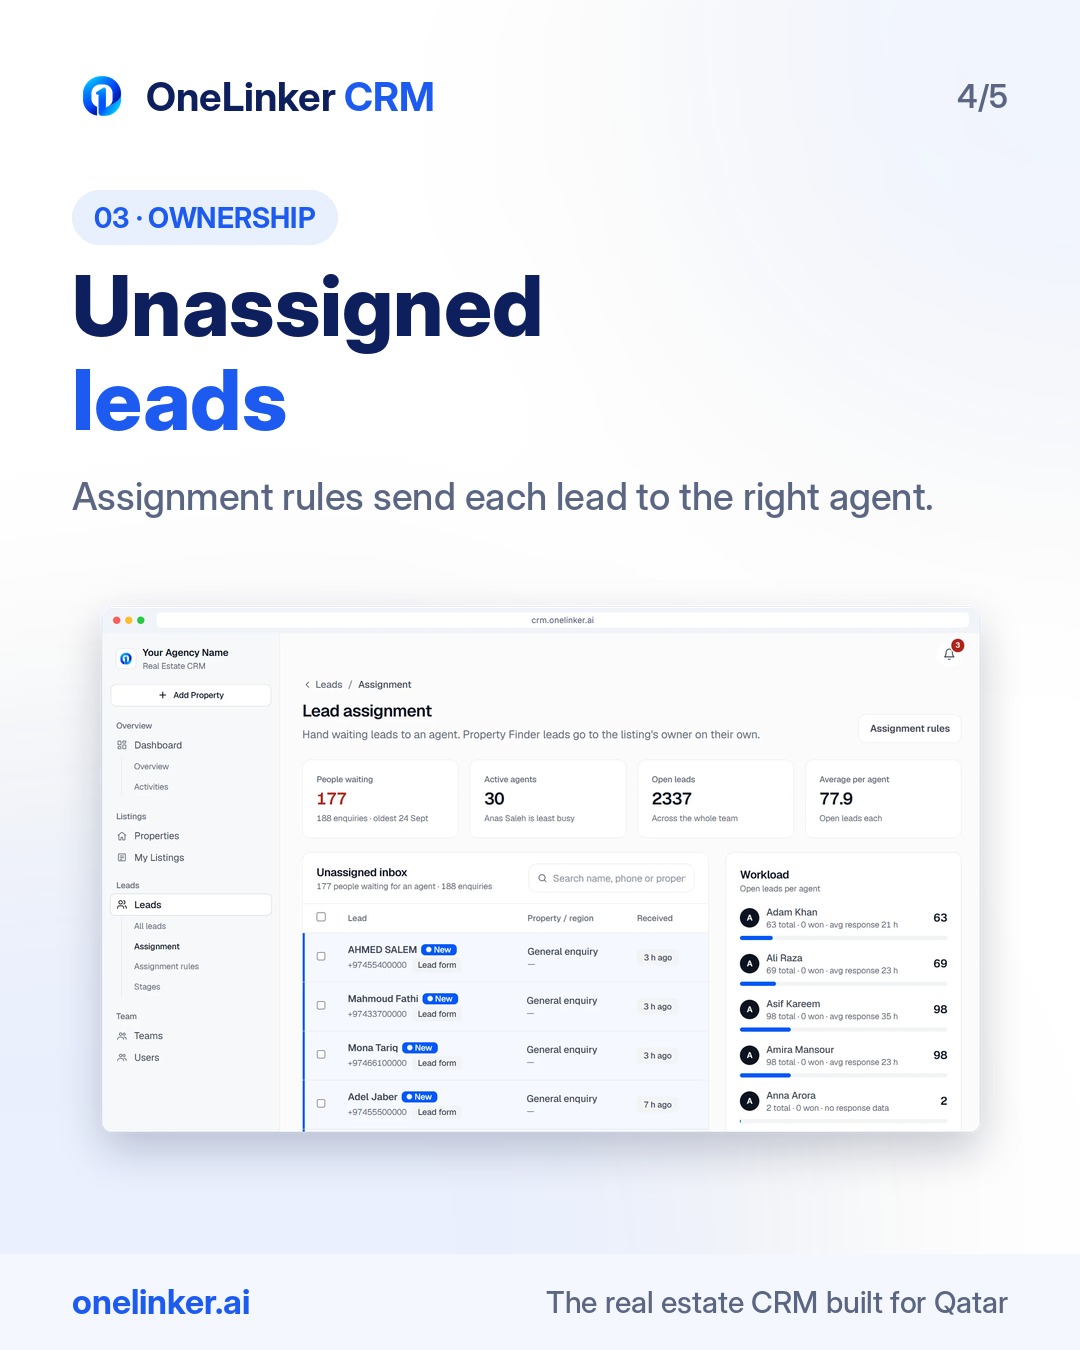 OneLinker CRM
4/5
03 · OWNERSHIP
Unassigned
leads
Assignment rules send each lead to the right agent.
crm.onelinker.ai
Your Agency Name
Real Estate CRM
+ Add Property
Overview
Dashboard
Overview
Activities
Listings
Properties
My Listings
Leads
Leads
All leads
Assignment
Assignment rules
Stages
Team
Teams
Users
3
Leads / Assignment
Lead assignment
Hand waiting leads to an agent. Property Finder leads go to the listing's owner on their own.
Assignment rules
People waiting
177
188 enquiries · oldest 24 Sept
Active agents
30
Anas Saleh is least busy
Open leads
2337
Across the whole team
Average per agent
77.9
Open leads each
Unassigned inbox
177 people waiting for an agent · 188 enquiries
Search name, phone or proper
Lead Property / region Received
AHMED SALEM New General enquiry 3 h ago
+97455400000 Lead form —
Mahmoud Fathi New General enquiry 3 h ago
+97433700000 Lead form —
Mona Tariq New General enquiry 3 h ago
+97466100000 Lead form —
Adel Jaber New General enquiry 7 h ago
+97455500000 Lead form —
Workload
Open leads per agent
A Adam Khan 63
63 total · 0 won · avg response 21 h
A Ali Raza 69
69 total · 0 won · avg response 23 h
A Asif Kareem 98
98 total · 0 won · avg response 35 h
A Amira Mansour 98
98 total · 0 won · avg response 23 h
A Anna Arora 2
2 total · 0 won · no response data
onelinker.ai
The real estate CRM built for Qatar